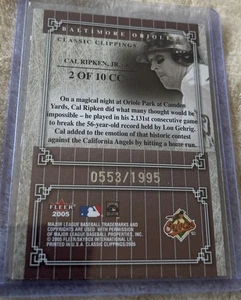 BALTIMORE ORIOLES
CLASSIC CLIPPINGS
CAL RIPKEN, JR.
2 OF 10 CC
On a magical night at Oriole Park at Camden
Yards, Cal Ripken did what many thought would be
impossible – he played in his 2,131st consecutive game
to break the 56-year-old record held by Lou Gehrig.
Cal added to the emotion of that historic contest
against the California Angels by hitting a home run.
0553/1995
FLEER
2005
MAJOR LEAGUE BASEBALL TRADEMARKS AND
COPYRIGHTS ARE USED WITH PERMISSION
OF MAJOR LEAGUE BASEBALL PROPERTIES, INC.
© 2005 FLEER/SKYBOX INTERNATIONAL LP.
PRINTED IN U.S.A. CLASSIC CLIPPINGS/2005